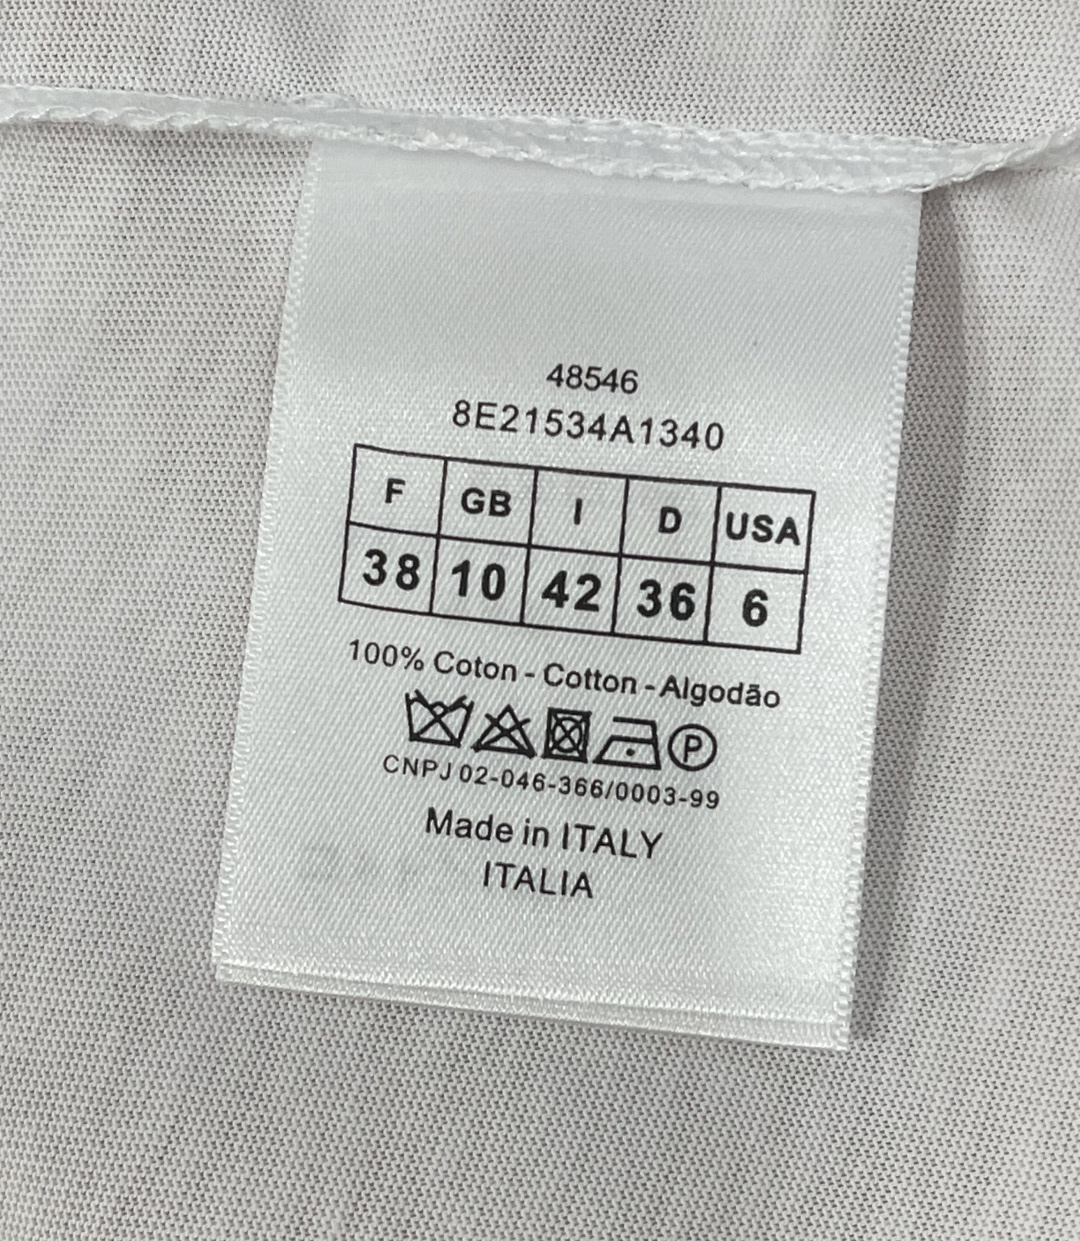 48546
8E21534A1340
F GB I D USA
38 10 42 36 6
100% Coton - Cotton - Algodão
P
CNPJ 02-046-366/0003-99
Made in ITALY
ITALIA